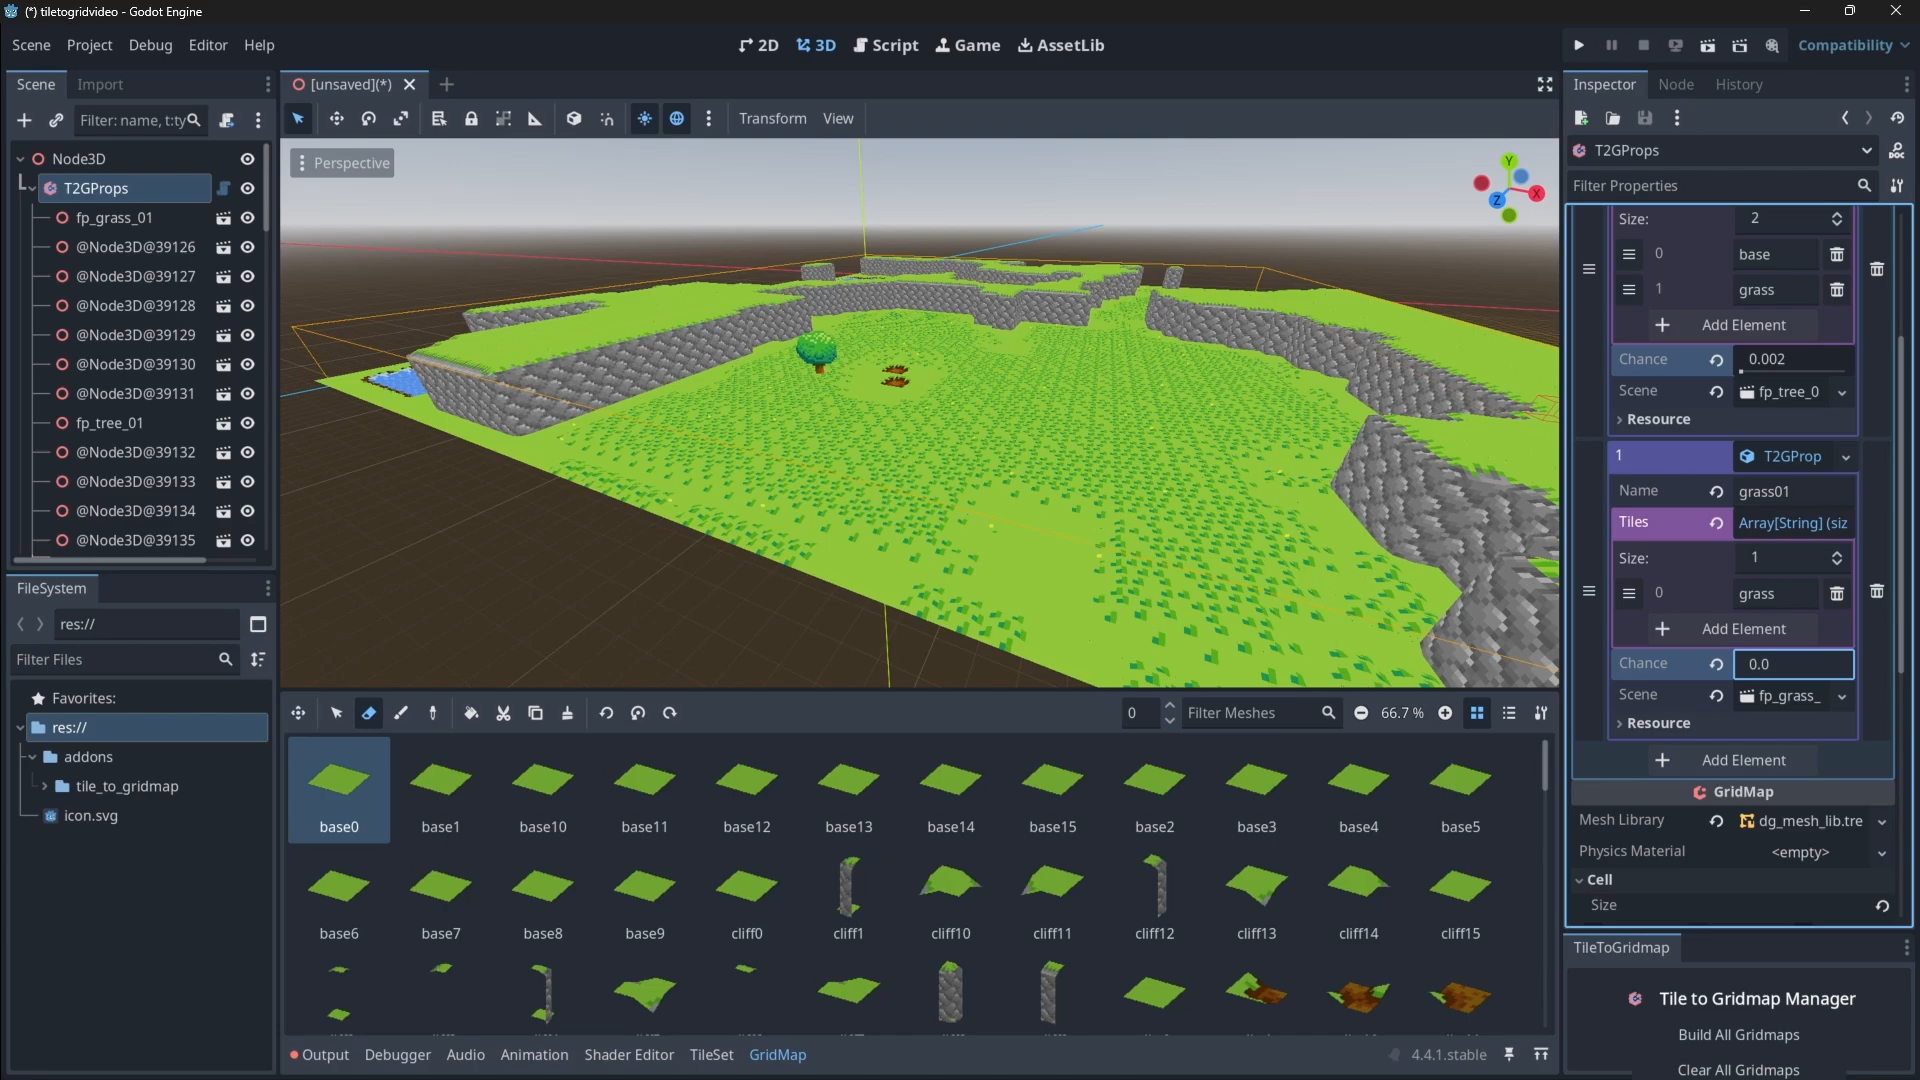 (*) tiletogridvideo - Godot Engine
Scene Project Debug Editor Help
2D 3D Script Game AssetLib
Compatibility
Scene Import
Filter: name, t:ty
Node3D
T2GProps
fp_grass_01
@Node3D@39126
@Node3D@39127
@Node3D@39128
@Node3D@39129
@Node3D@39130
@Node3D@39131
fp_tree_01
@Node3D@39132
@Node3D@39133
@Node3D@39134
@Node3D@39135
FileSystem
res://
Filter Files
Favorites:
res://
addons
tile_to_gridmap
icon.svg
[unsaved](*)
Transform View
Perspective
Y
X
Z
0 Filter Meshes 66.7 %
base0 base1 base10 base11 base12 base13 base14 base15 base2 base3 base4 base5
base6 base7 base8 base9 cliff0 cliff1 cliff10 cliff11 cliff12 cliff13 cliff14 cliff15
Output Debugger Audio Animation Shader Editor TileSet GridMap
4.4.1.stable
Inspector Node History
T2GProps
DOC
Filter Properties
Size: 2
0 base
1 grass
Add Element
Chance 0.002
Scene fp_tree_0
Resource
1 T2GProp
Name grass01
Tiles Array[String] (siz
Size: 1
0 grass
Add Element
Chance 0.0
Scene fp_grass_
Resource
Add Element
GridMap
Mesh Library dg_mesh_lib.tre
Physics Material <empty>
Cell
Size
TileToGridmap
Tile to Gridmap Manager
Build All Gridmaps
Clear All Gridmaps